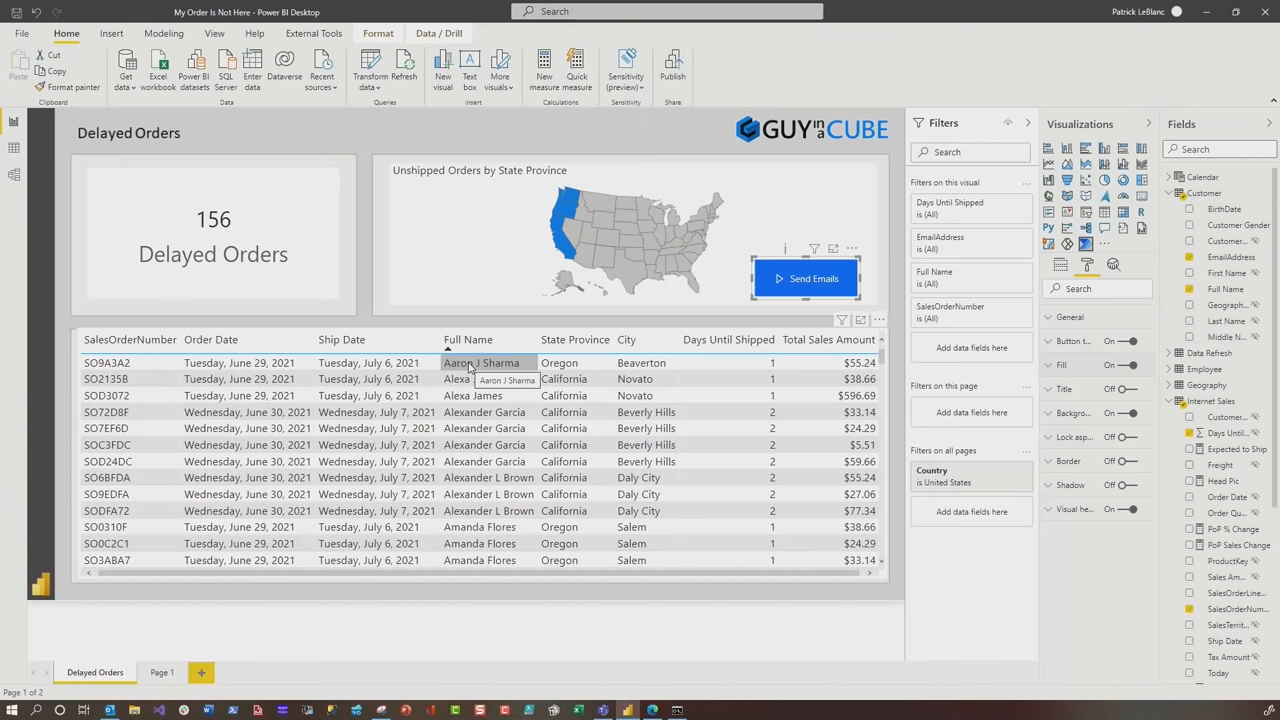 My Order Is Not Here - Power BI Desktop
Search
Patrick LeBlanc
File Home Insert Modeling View Help External Tools Format Data / Drill
Paste
Cut
Copy
Format painter
Get data
Excel workbook
Power BI datasets
SQL Server
Enter data
Dataverse
Recent sources
Transform data
Refresh
New visual
Text box
More visuals
New measure
Quick measure
Sensitivity (preview)
Publish
Clipboard Data Queries Insert Calculations Sensitivity Share
Delayed Orders
GUY in a CUBE
156
Delayed Orders
Unshipped Orders by State Province
Send Emails
SalesOrderNumber Order Date Ship Date Full Name State Province City Days Until Shipped Total Sales Amount
SO9A3A2 Tuesday, June 29, 2021 Tuesday, July 6, 2021 Aaron J Sharma Oregon Beaverton 1 $55.24
SO2135B Tuesday, June 29, 2021 Tuesday, July 6, 2021 Alexa California Novato 1 $38.66
Aaron J Sharma
SOD3072 Tuesday, June 29, 2021 Tuesday, July 6, 2021 Alexa James California Novato 1 $596.69
SO72D8F Wednesday, June 30, 2021 Wednesday, July 7, 2021 Alexander Garcia California Beverly Hills 2 $33.14
SO7EF6D Wednesday, June 30, 2021 Wednesday, July 7, 2021 Alexander Garcia California Beverly Hills 2 $24.29
SOC3FDC Wednesday, June 30, 2021 Wednesday, July 7, 2021 Alexander Garcia California Beverly Hills 2 $5.51
SOD24DC Wednesday, June 30, 2021 Wednesday, July 7, 2021 Alexander Garcia California Beverly Hills 2 $59.66
SO6BFDA Wednesday, June 30, 2021 Wednesday, July 7, 2021 Alexander L Brown California Daly City 2 $55.24
SO9EDFA Wednesday, June 30, 2021 Wednesday, July 7, 2021 Alexander L Brown California Daly City 2 $27.06
SODFA72 Wednesday, June 30, 2021 Wednesday, July 7, 2021 Alexander L Brown California Daly City 2 $77.34
SO0310F Tuesday, June 29, 2021 Tuesday, July 6, 2021 Amanda Flores Oregon Salem 1 $38.66
SO0C2C1 Tuesday, June 29, 2021 Tuesday, July 6, 2021 Amanda Flores Oregon Salem 1 $24.29
SO3ABA7 Tuesday, June 29, 2021 Tuesday, July 6, 2021 Amanda Flores Oregon Salem 1 $33.14
Filters
Search
Filters on this visual
Days Until Shipped
is (All)
EmailAddress
is (All)
Full Name
is (All)
SalesOrderNumber
is (All)
Add data fields here
Filters on this page
Add data fields here
Filters on all pages
Country
is United States
Add data fields here
Visualizations
R
Py
Search
General
Button t... On
Fill On
Title Off
Backgro... On
Lock asp... Off
Border Off
Shadow Off
Visual he... On
Fields
Search
Calendar
Customer
BirthDate
Customer Gender
Customer...
EmailAddress
First Name
Full Name
Geograph...
Last Name
Middle N...
Data Refresh
Employee
Geography
Internet Sales
Customer...
Days Until...
Expected to Ship
Freight
Head Pic
Order Date
Order Qu...
PoP % Change
PoP Sales Change
ProductKey
Sales Am...
SalesOrderLine...
SalesOrderNum...
SalesTerrit...
Ship Date
Tax Amount
Today
Delayed Orders
Page 1
Page 1 of 2